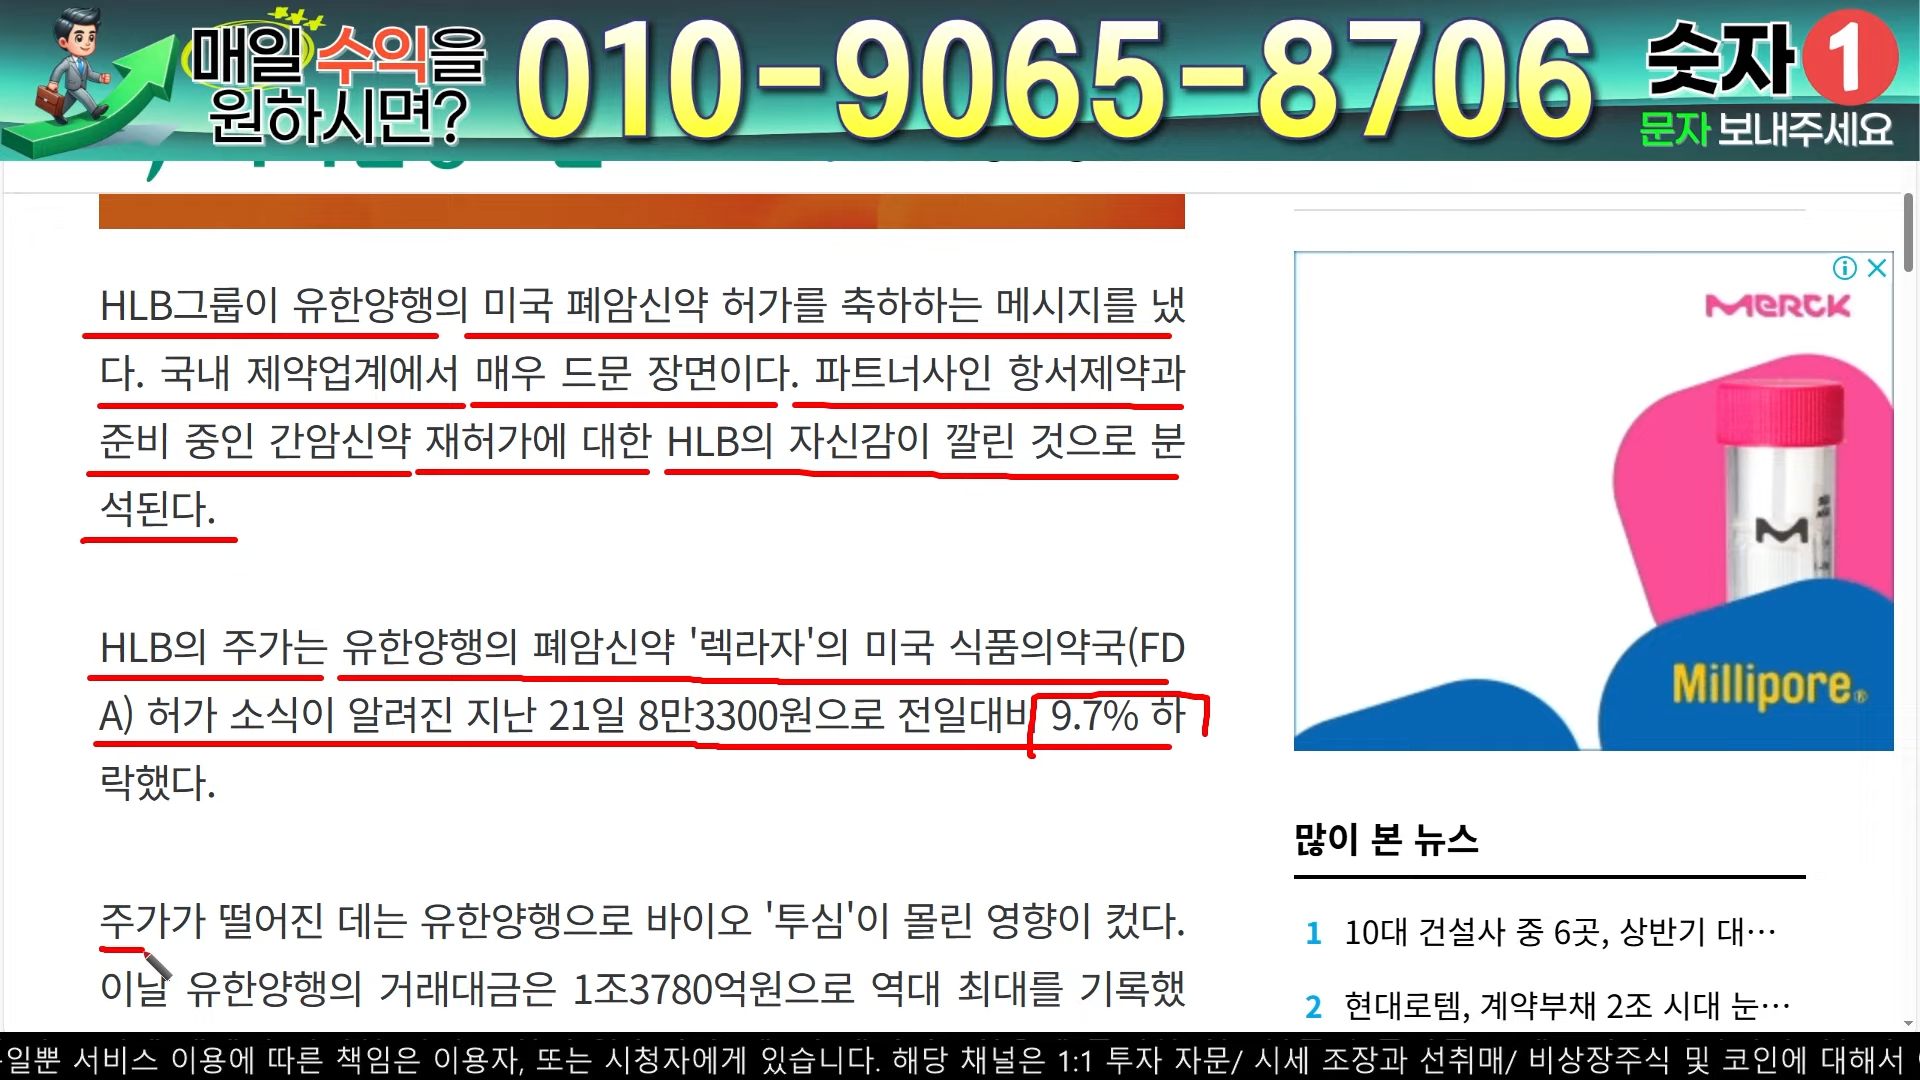 매일 수익을
원하시면?
010-9065-8706
숫자 1
문자 보내주세요
HLB그룹이 유한양행의 미국 폐암신약 허가를 축하하는 메시지를 냈
다. 국내 제약업계에서 매우 드문 장면이다. 파트너사인 항서제약과
준비 중인 간암신약 재허가에 대한 HLB의 자신감이 깔린 것으로 분
석된다.
HLB의 주가는 유한양행의 폐암신약 '렉라자'의 미국 식품의약국(FD
A) 허가 소식이 알려진 지난 21일 8만3300원으로 전일대비 9.7% 하
락했다.
주가가 떨어진 데는 유한양행으로 바이오 '투심'이 몰린 영향이 컸다.
이날 유한양행의 거래대금은 1조3780억원으로 역대 최대를 기록했
MERCK
Millipore®
많이 본 뉴스
1 10대 건설사 중 6곳, 상반기 대…
2 현대로템, 계약부채 2조 시대 눈…
일뿐 서비스 이용에 따른 책임은 이용자, 또는 시청자에게 있습니다. 해당 채널은 1:1 투자 자문/ 시세 조장과 선취매/ 비상장주식 및 코인에 대해서